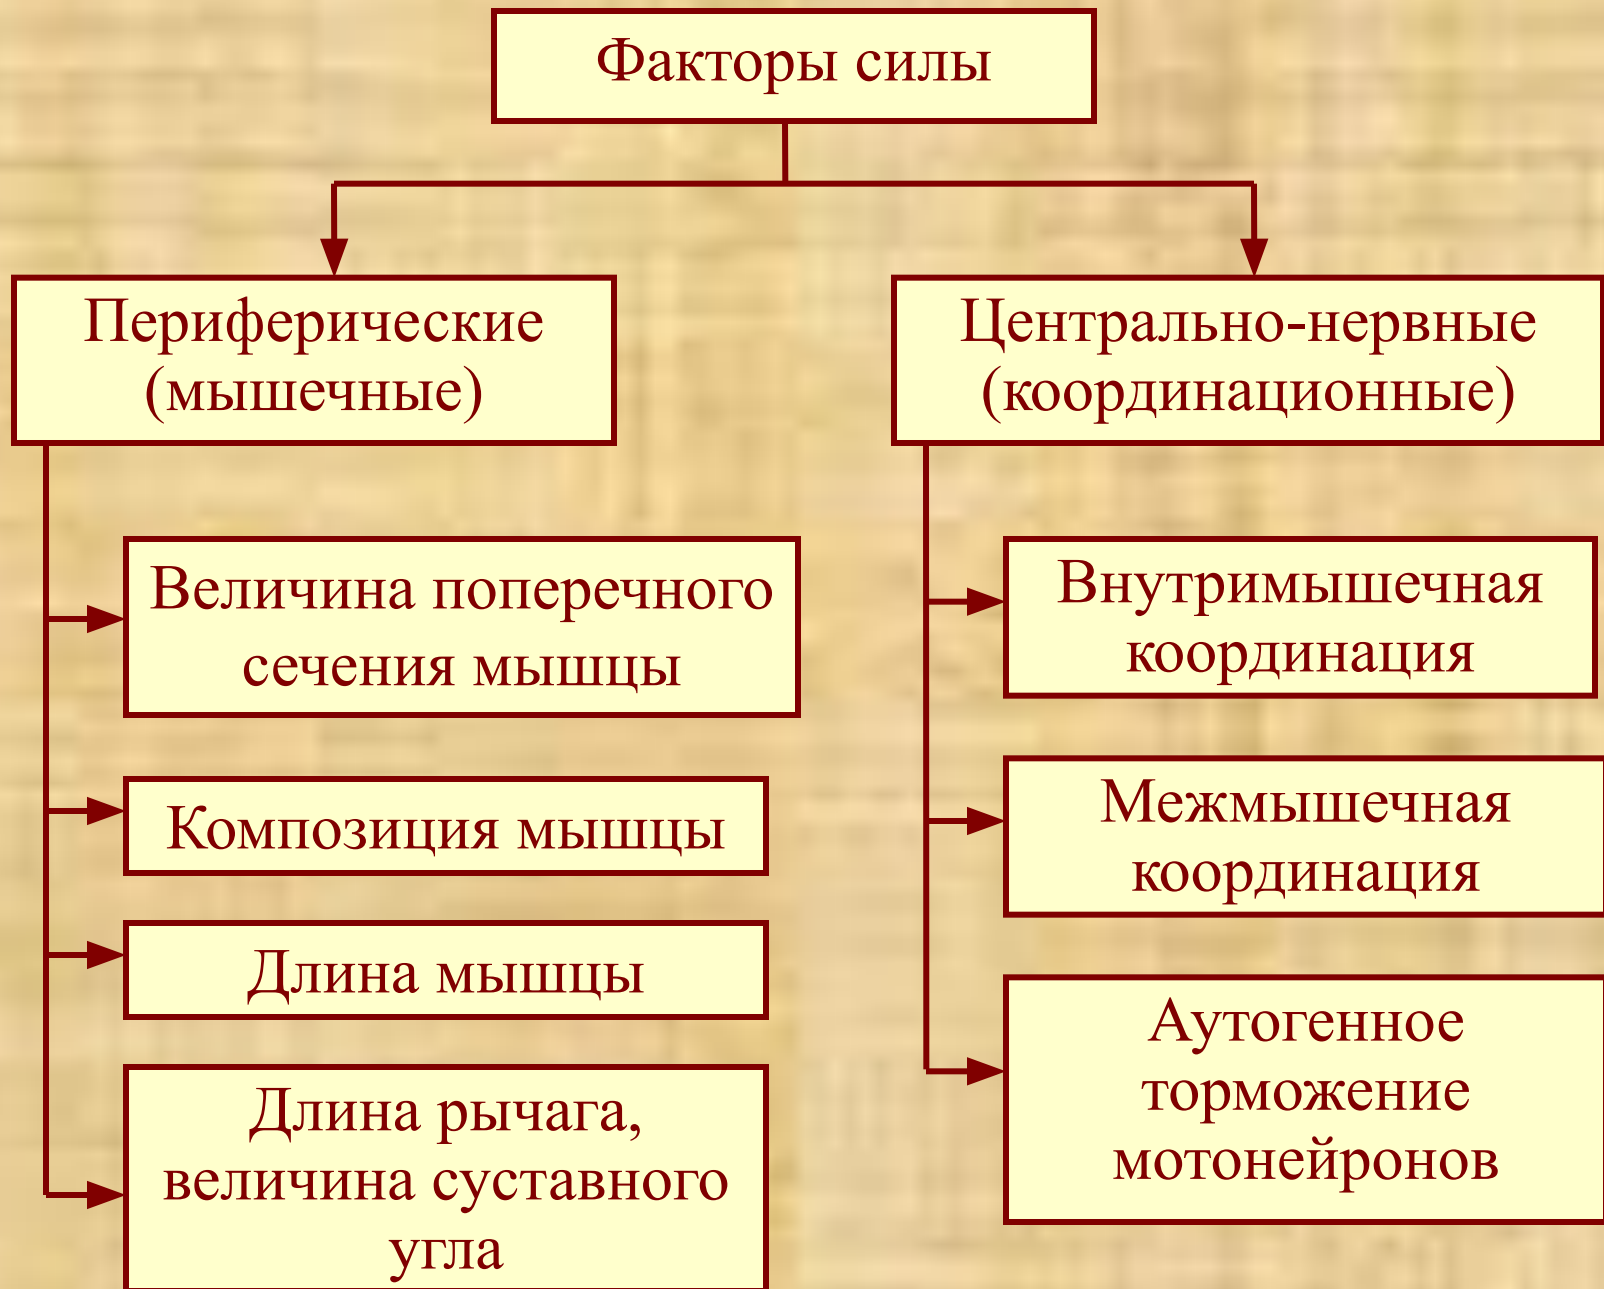 Факторы силы
Периферические
(мышечные)
Величина поперечного
сечения мышцы
Композиция мышцы
Длина мышцы
Длина рычага,
величина суставного
угла
Центрально-нервные
(координационные)
Внутримышечная
координация
Межмышечная
координация
Аутогенное
торможение
мотонейронов